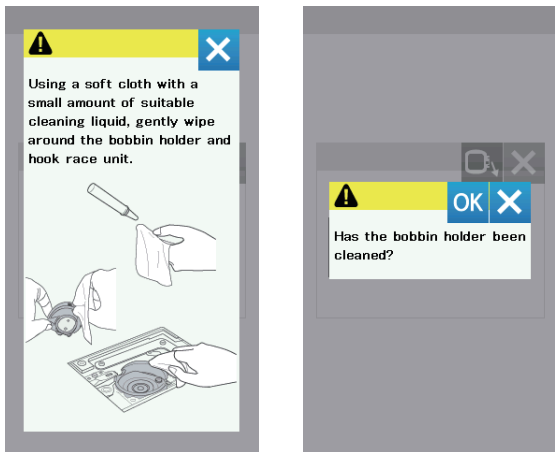 Using a soft cloth with a
small amount of suitable
cleaning liquid, gently wipe
around the bobbin holder and
hook race unit.
OK
Has the bobbin holder been
cleaned?